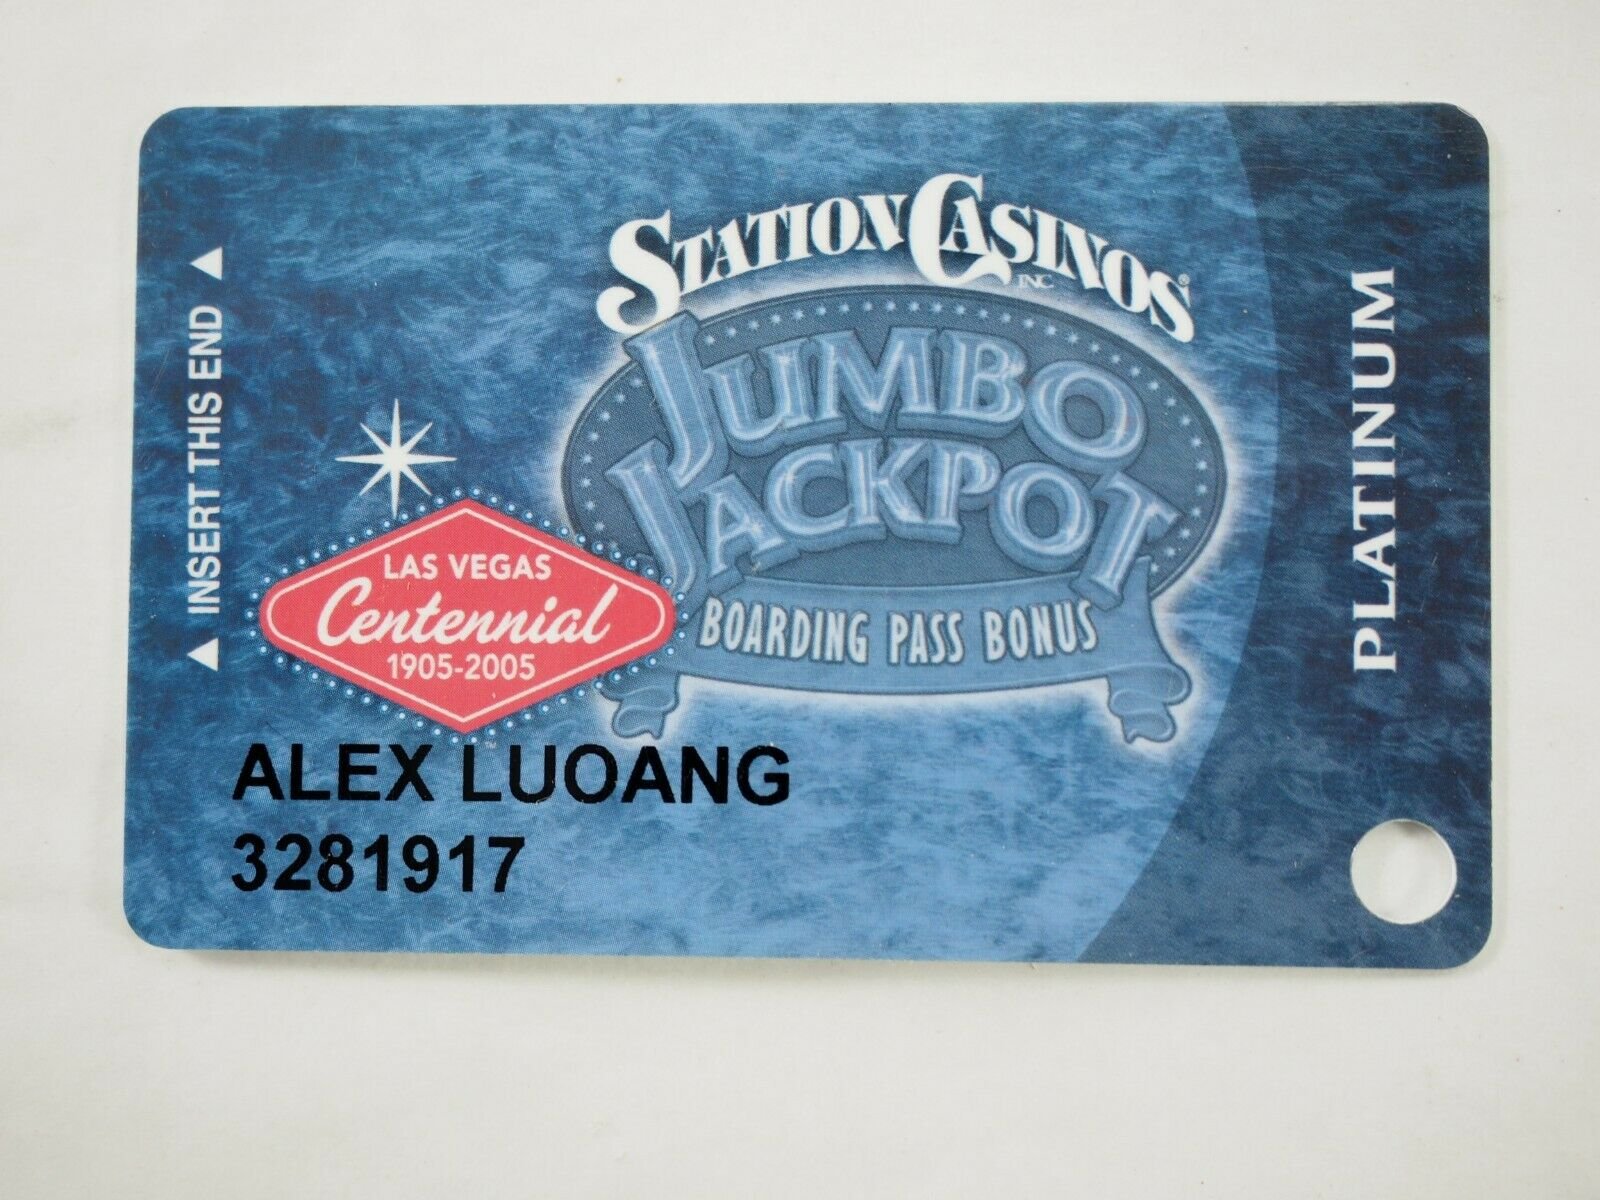 STATION CASINOS®
INC
JUMBO
JACKPOT
BOARDING PASS BONUS
INSERT THIS END
LAS VEGAS
Centennial
1905-2005
™
ALEX LUOANG
3281917
PLATINUM